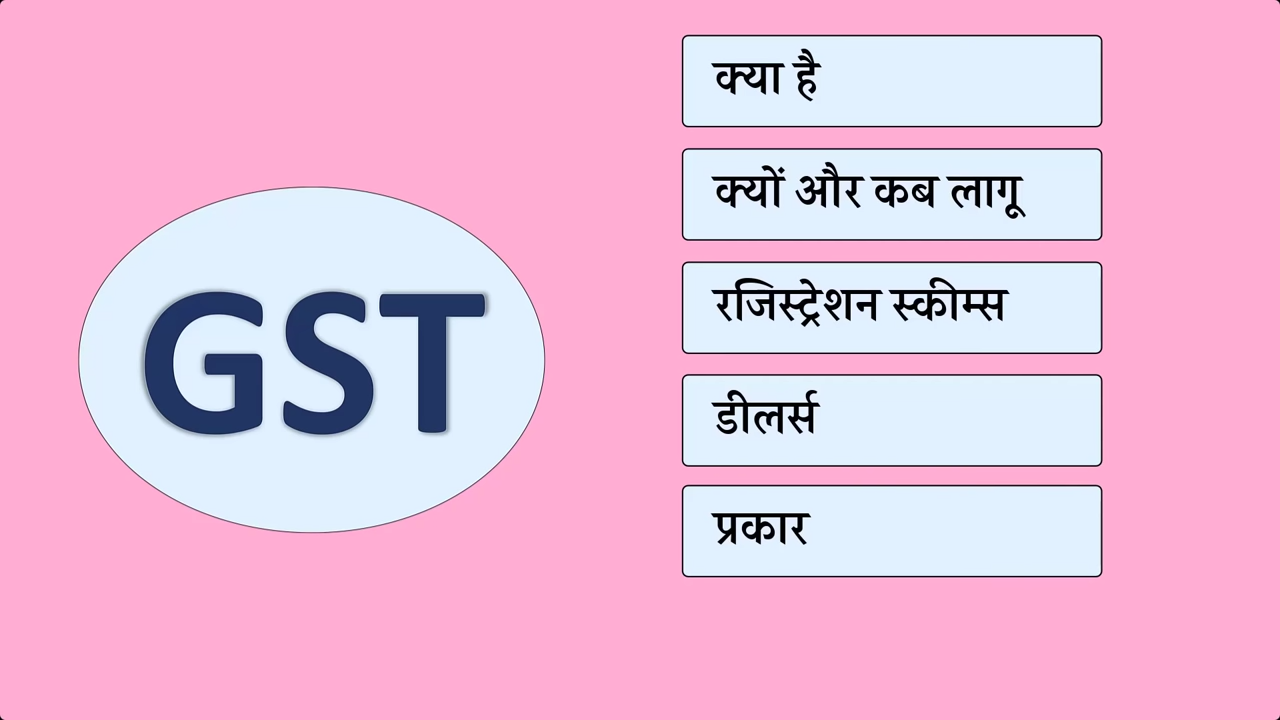 GST
क्या है
क्यों और कब लागू
रजिस्ट्रेशन स्कीम्स
डीलर्स
प्रकार